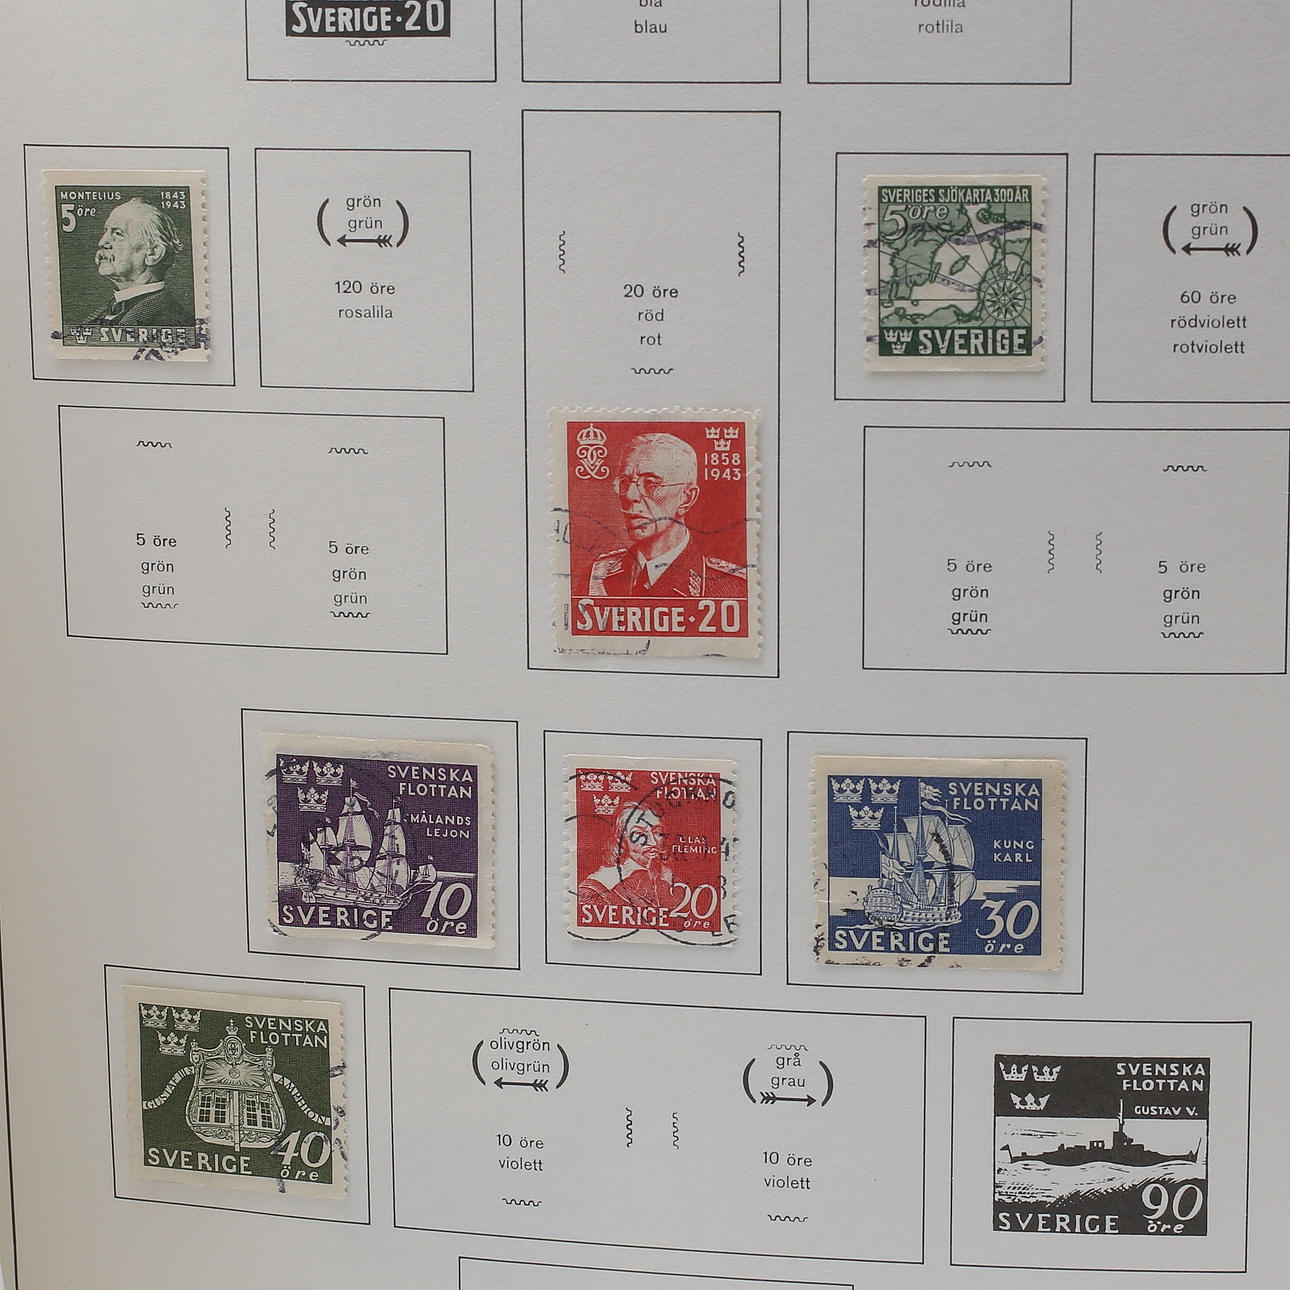 SVERIGE·20
blå
blau
rödlila
rotlila
MONTELIUS
1843
1943
5 öre
SVERIGE
grön
grün
120 öre
rosalila
20 öre
röd
rot
SVERIGES SJÖKARTA 300 ÅR
5 öre
SVERIGE
grön
grün
60 öre
rödviolett
rotviolett
5 öre
grön
grün
5 öre
grön
grün
1858
1943
SVERIGE·20
5 öre
grön
grün
5 öre
grön
grün
SVENSKA
FLOTTAN
SMÅLANDS
LEJON
10
SVERIGE öre
SVENSKA
FLOTTAN
CLAS
FLEMING
20
SVERIGE öre
SVENSKA
FLOTTAN
KUNG
KARL
30
SVERIGE öre
SVENSKA
FLOTTAN
GUSTAF III:S AMPHION
40
SVERIGE öre
olivgrön
olivgrün
10 öre
violett
grå
grau
10 öre
violett
SVENSKA
FLOTTAN
GUSTAV V.
90
SVERIGE öre